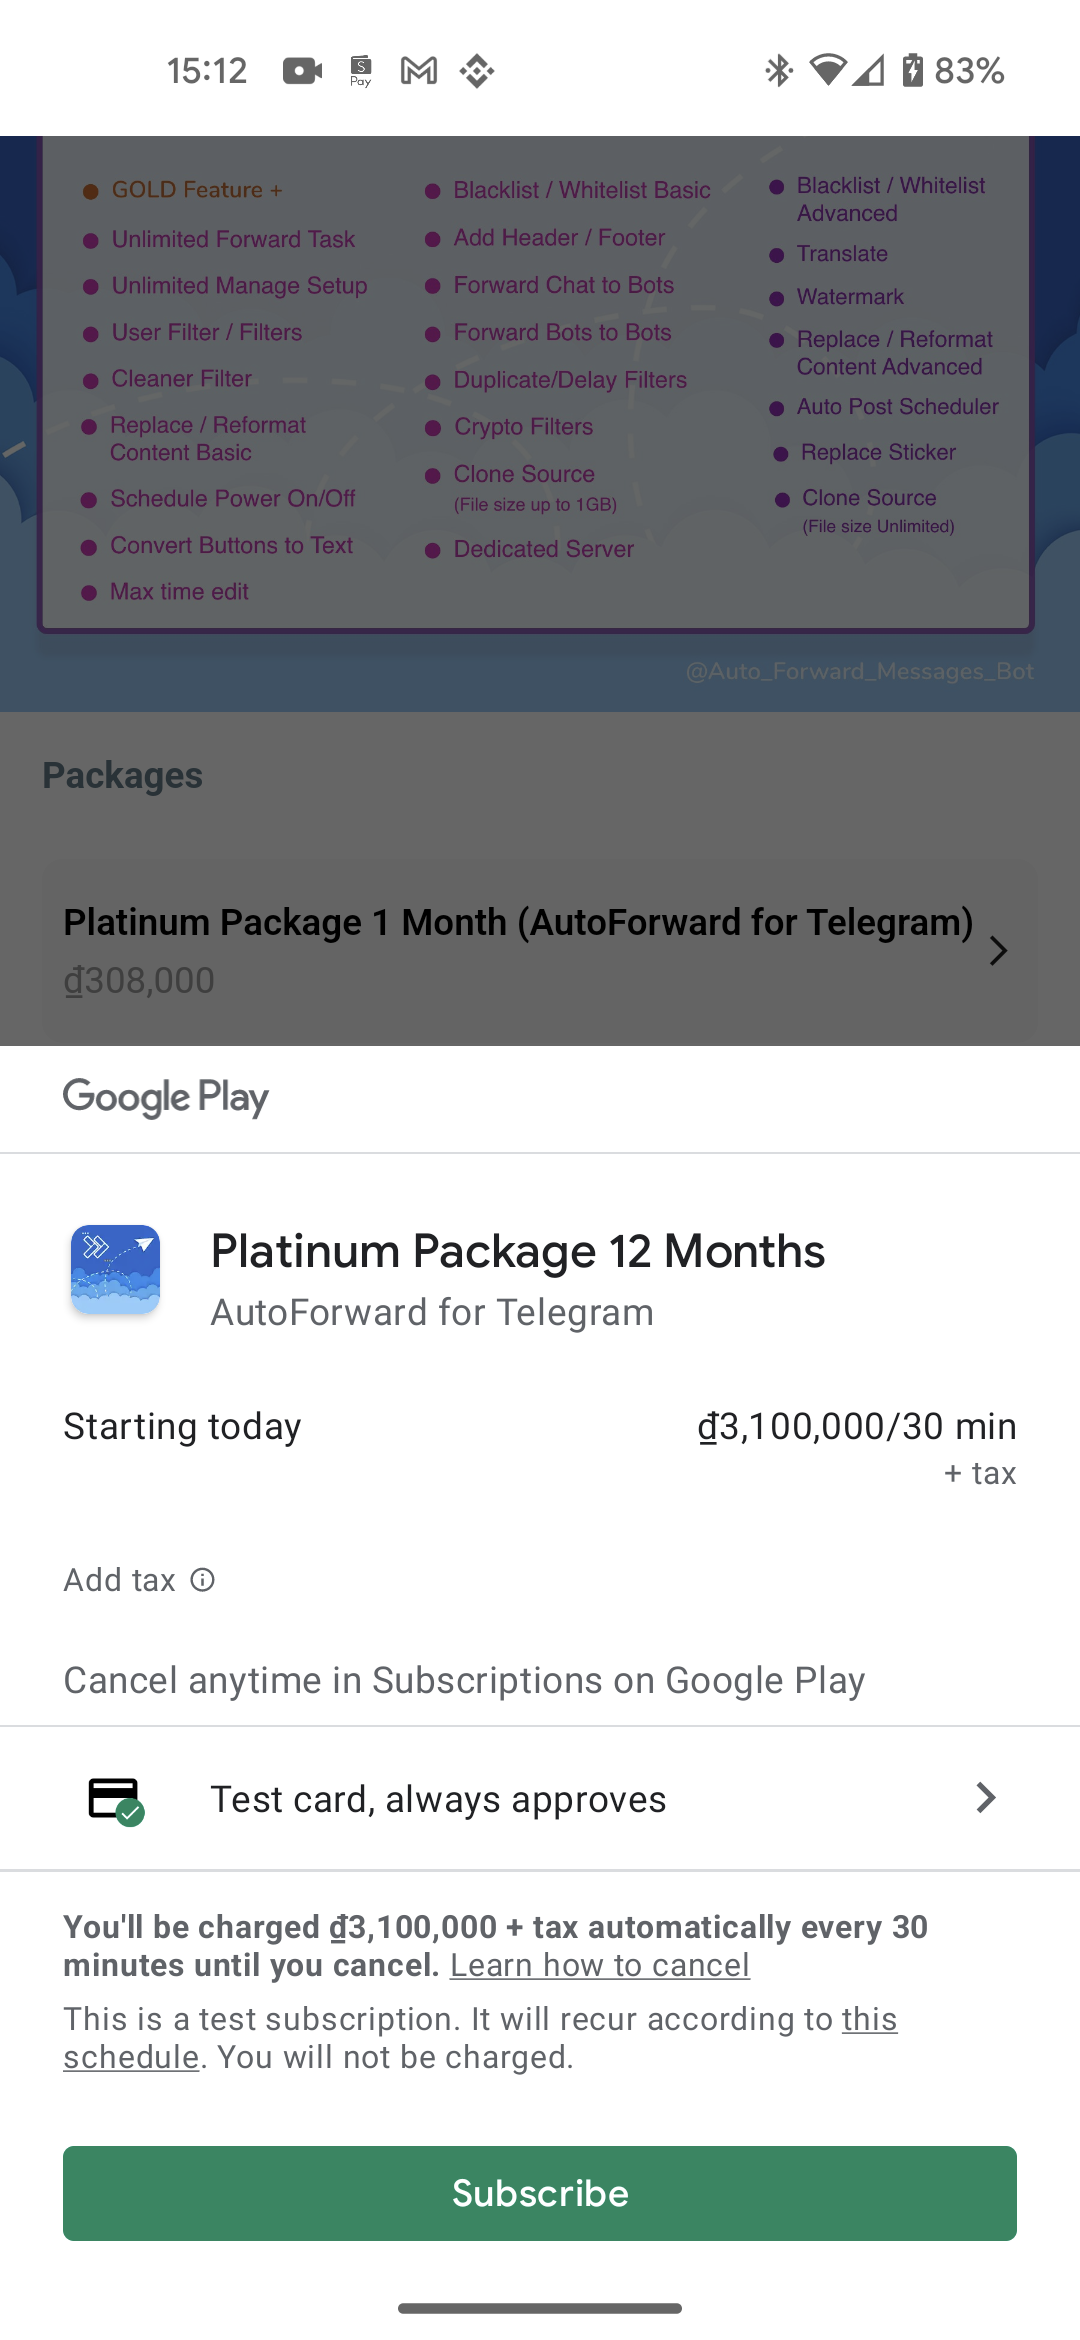 15:12
S
Pay
83%
GOLD Feature +
Unlimited Forward Task
Unlimited Manage Setup
User Filter / Filters
Cleaner Filter
Replace / Reformat
Content Basic
Schedule Power On/Off
Convert Buttons to Text
Max time edit
Blacklist / Whitelist Basic
Add Header / Footer
Forward Chat to Bots
Forward Bots to Bots
Duplicate/Delay Filters
Crypto Filters
Clone Source
(File size up to 1GB)
Dedicated Server
Blacklist / Whitelist
Advanced
Translate
Watermark
Replace / Reformat
Content Advanced
Auto Post Scheduler
Replace Sticker
Clone Source
(File size Unlimited)
@Auto_Forward_Messages_Bot
Packages
Platinum Package 1 Month (AutoForward for Telegram)
₫308,000
Google Play
Platinum Package 12 Months
AutoForward for Telegram
Starting today
₫3,100,000/30 min
+ tax
Add tax
Cancel anytime in Subscriptions on Google Play
Test card, always approves
You'll be charged ₫3,100,000 + tax automatically every 30
minutes until you cancel. Learn how to cancel
This is a test subscription. It will recur according to this
schedule. You will not be charged.
Subscribe